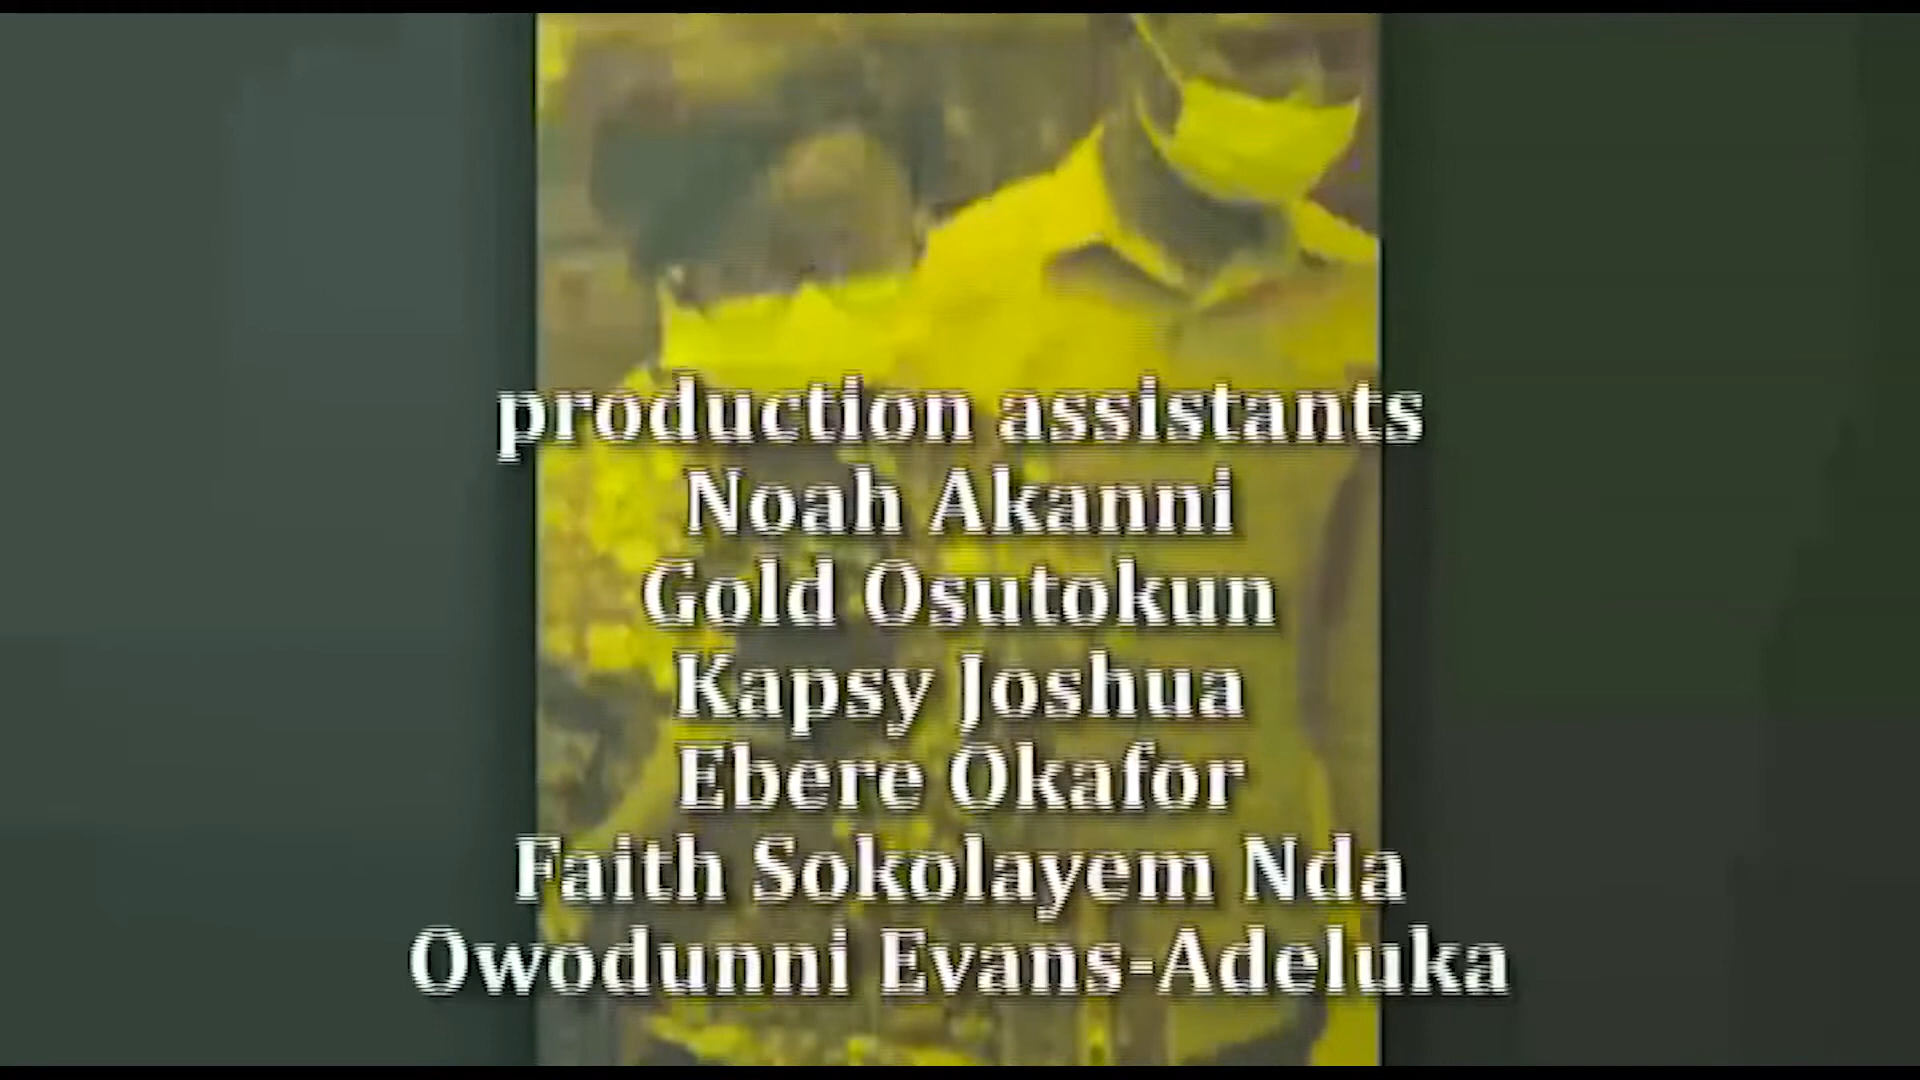 production assistants
Noah Akanni
Gold Osutokun
Kapsy Joshua
Ebere Okafor
Faith Sokolayem Nda
Owodunni Evans-Adeluka